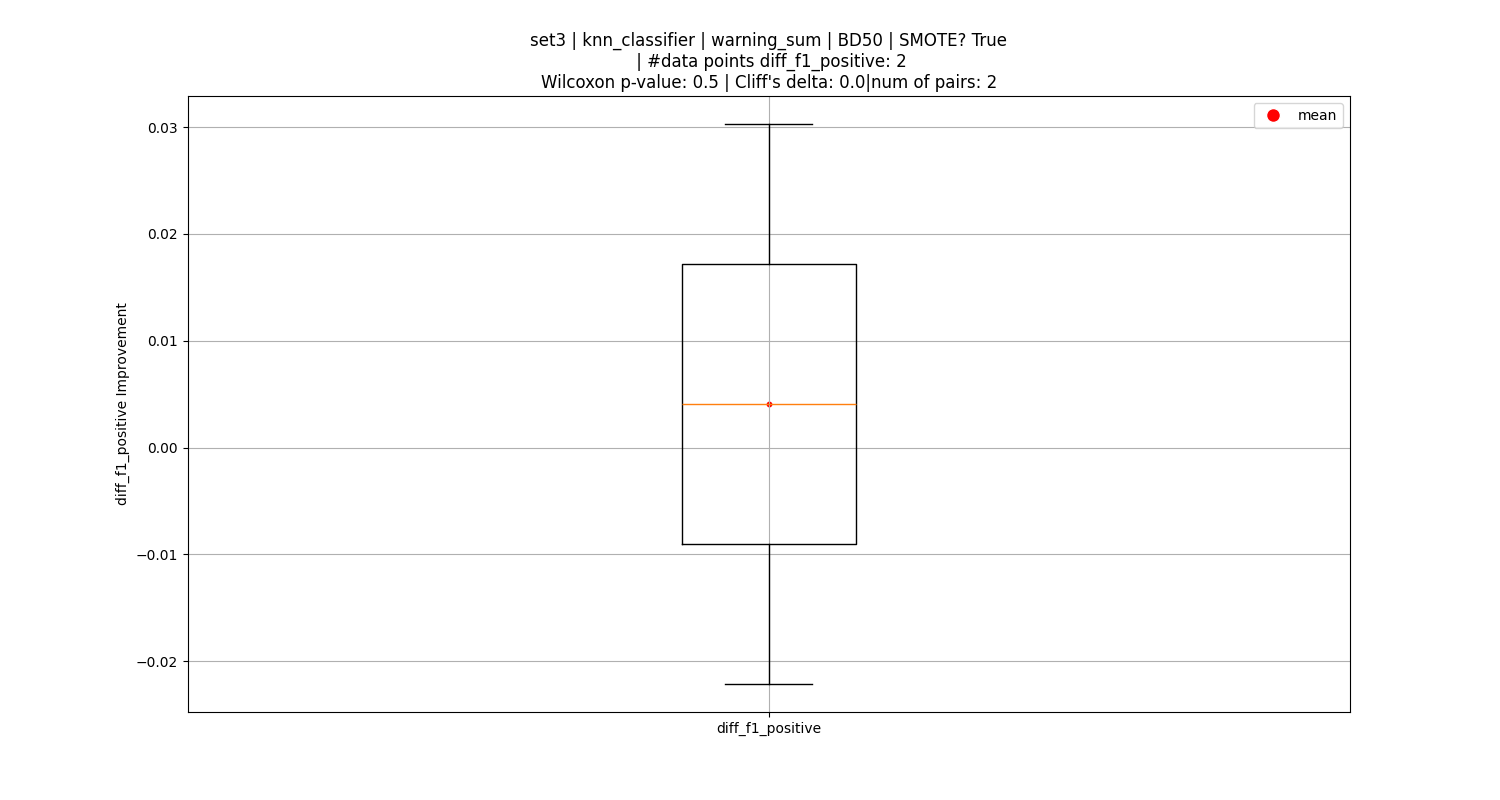 set3 | knn_classifier | warning_sum | BD50 | SMOTE? True
| #data points diff_f1_positive: 2
Wilcoxon p-value: 0.5 | Cliff's delta: 0.0|num of pairs: 2
mean
0.03
0.02
0.01
0.00
−0.01
−0.02
diff_f1_positive Improvement
diff_f1_positive